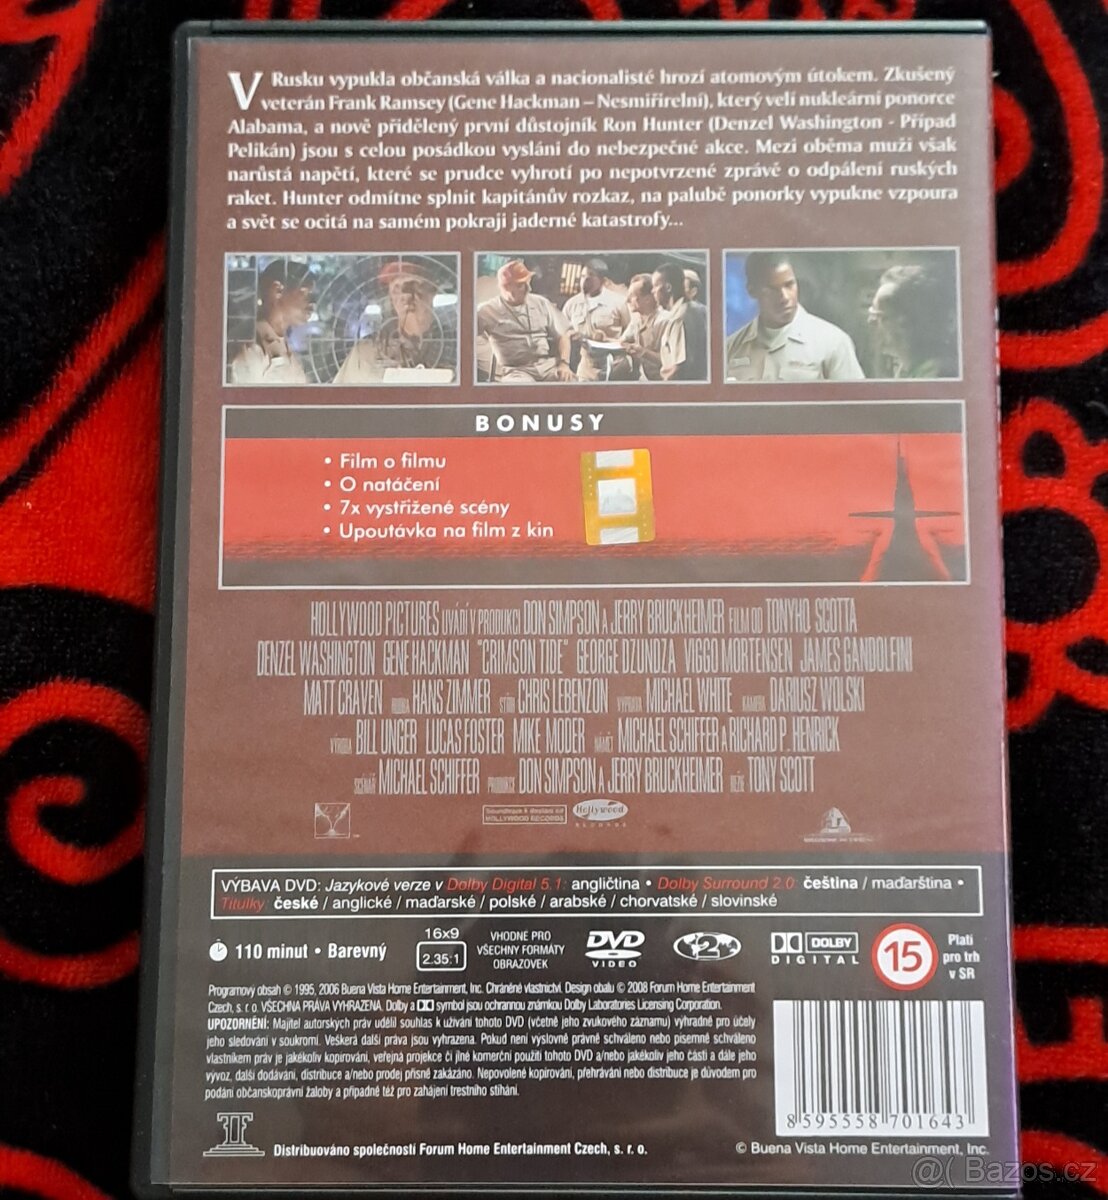 V Rusku vypukla občanská válka a nacionalisté hrozí atomovým útokem. Zkušený
veterán Frank Ramsey (Gene Hackman – Nesmiřitelní), který velí nukleární ponorce
Alabama, a nově přidělený první důstojník Ron Hunter (Denzel Washington - Případ
Pelikán) jsou s celou posádkou vysláni do nebezpečné akce. Mezi oběma muži však
narůstá napětí, které se prudce vyhrotí po nepotvrzené zprávě o odpálení ruských
raket. Hunter odmítne splnit kapitánův rozkaz, na palubě ponorky vypukne vzpoura
a svět se ocitá na samém pokraji jaderné katastrofy...
BONUSY
• Film o filmu
• O natáčení
• 7x vystřižené scény
• Upoutávka na film z kin
HOLLYWOOD PICTURES UVÁDÍ V PRODUKCI DON SIMPSON A JERRY BRUCKHEIMER FILM OD TONYHO SCOTTA
DENZEL WASHINGTON GENE HACKMAN "CRIMSON TIDE" GEORGE DZUNDZA VIGGO MORTENSEN JAMES GANDOLFINI
MATT CRAVEN HUDBA HANS ZIMMER STŘIH CHRIS LEBENZON VÝPRAVA MICHAEL WHITE KAMERA DARIUSZ WOLSKI
VÝROBA BILL UNGER LUCAS FOSTER MIKE MODER NÁMĚT MICHAEL SCHIFFER A RICHARD P. HENRICK
SCÉNÁŘ MICHAEL SCHIFFER PRODUKCE DON SIMPSON A JERRY BRUCKHEIMER REŽIE TONY SCOTT
Soundtrack k dostání od
HOLLYWOOD RECORDS
Hollywood
RECORDS
VÝBAVA DVD: Jazykové verze v Dolby Digital 5.1: angličtina • Dolby Surround 2.0: čeština / maďarština •
Titulky: české / anglické / maďarské / polské / arabské / chorvatské / slovinské
110 minut • Barevný
16x9
2.35:1
VHODNÉ PRO
VŠECHNY FORMÁTY
OBRAZOVEK
DVD
VIDEO
2
DOLBY
DIGITAL
15
Platí
pro trh
v SR
Programový obsah © 1995, 2006 Buena Vista Home Entertainment, Inc. Chráněné vlastnictví. Design obalu © 2008 Forum Home Entertainment
Czech, s. r. o. VŠECHNA PRÁVA VYHRAZENA. Dolby a symbol jsou ochrannou známkou Dolby Laboratories Licensing Corporation.
UPOZORNĚNÍ: Majitel autorských práv udělil souhlas k užívání tohoto DVD (včetně jeho zvukového záznamu) výhradně pro účely
jeho sledování v soukromí. Veškerá další práva jsou vyhrazena. Pokud není výslovně právně schváleno nebo písemně schváleno
vlastníkem práv je jakékoliv kopírování, veřejná projekce či jiné komerční použití tohoto DVD a/nebo jakékoliv jeho části a dále jeho
vývoz, další dodávání, distribuce a/nebo prodej přísně zakázáno. Nepovolené kopírování, přehrávání nebo distribuce je důvodem pro
podání občanskoprávní žaloby a případně též pro zahájení trestního stíhání.
8 595558 701643
Distribuováno společností Forum Home Entertainment Czech, s. r. o.
© Buena Vista Home Entertainment, Inc.
@( Bazos.cz